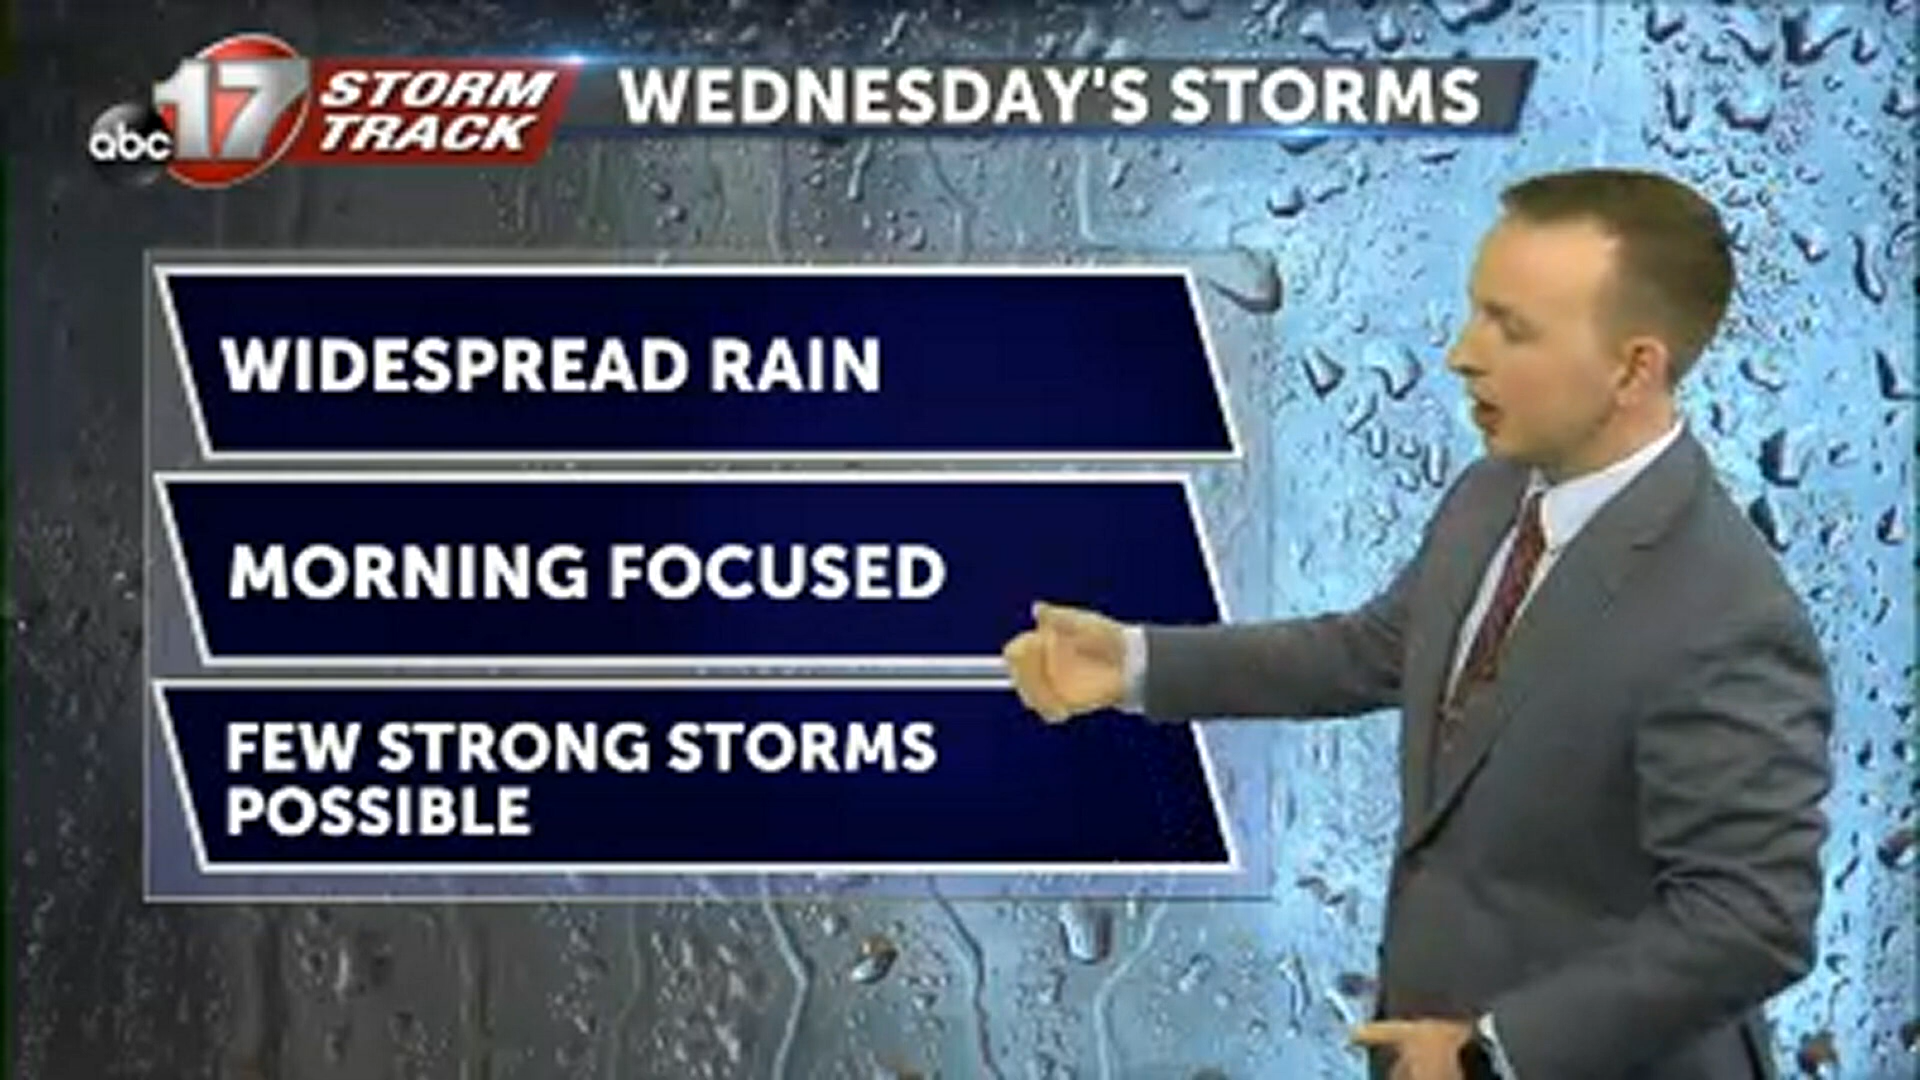 abc 17 STORM TRACK
WEDNESDAY'S STORMS
WIDESPREAD RAIN
MORNING FOCUSED
FEW STRONG STORMS
POSSIBLE